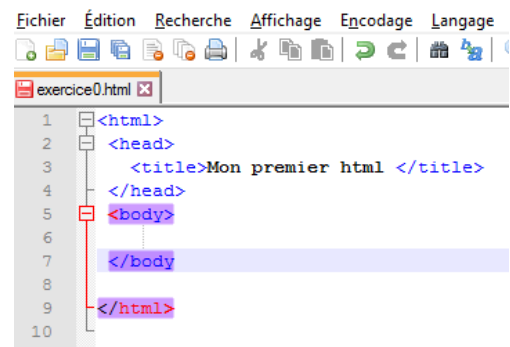 Fichier Édition Recherche Affichage Encodage Langage
exercice0.html
1 <html>
2 <head>
3 <title>Mon premier html </title>
4 </head>
5 <body>
6
7 </body
8
9 </html>
10